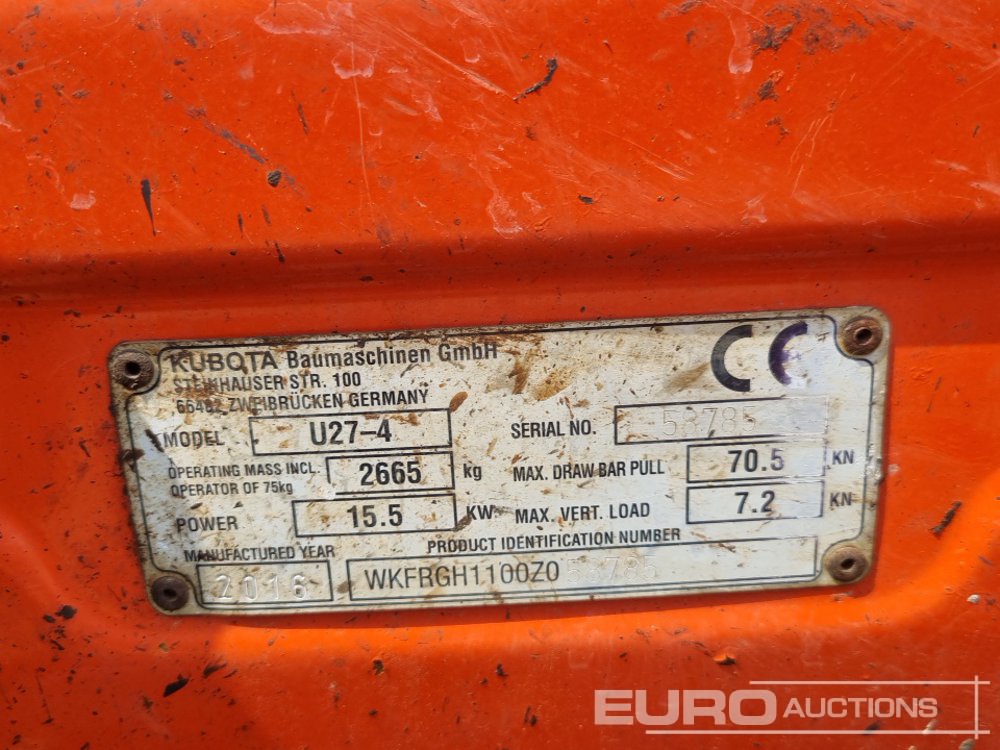 KUBOTA Baumaschinen GmbH
STEINHAUSER STR. 100
66482 ZWEIBRÜCKEN GERMANY
CE
MODEL U27-4
SERIAL NO. 58785
OPERATING MASS INCL. OPERATOR OF 75kg 2665 kg
MAX. DRAW BAR PULL 70.5 KN
POWER 15.5 KW
MAX. VERT. LOAD 7.2 KN
MANUFACTURED YEAR 2016
PRODUCT IDENTIFICATION NUMBER
WKFRGH1100Z058785
EURO AUCTIONS